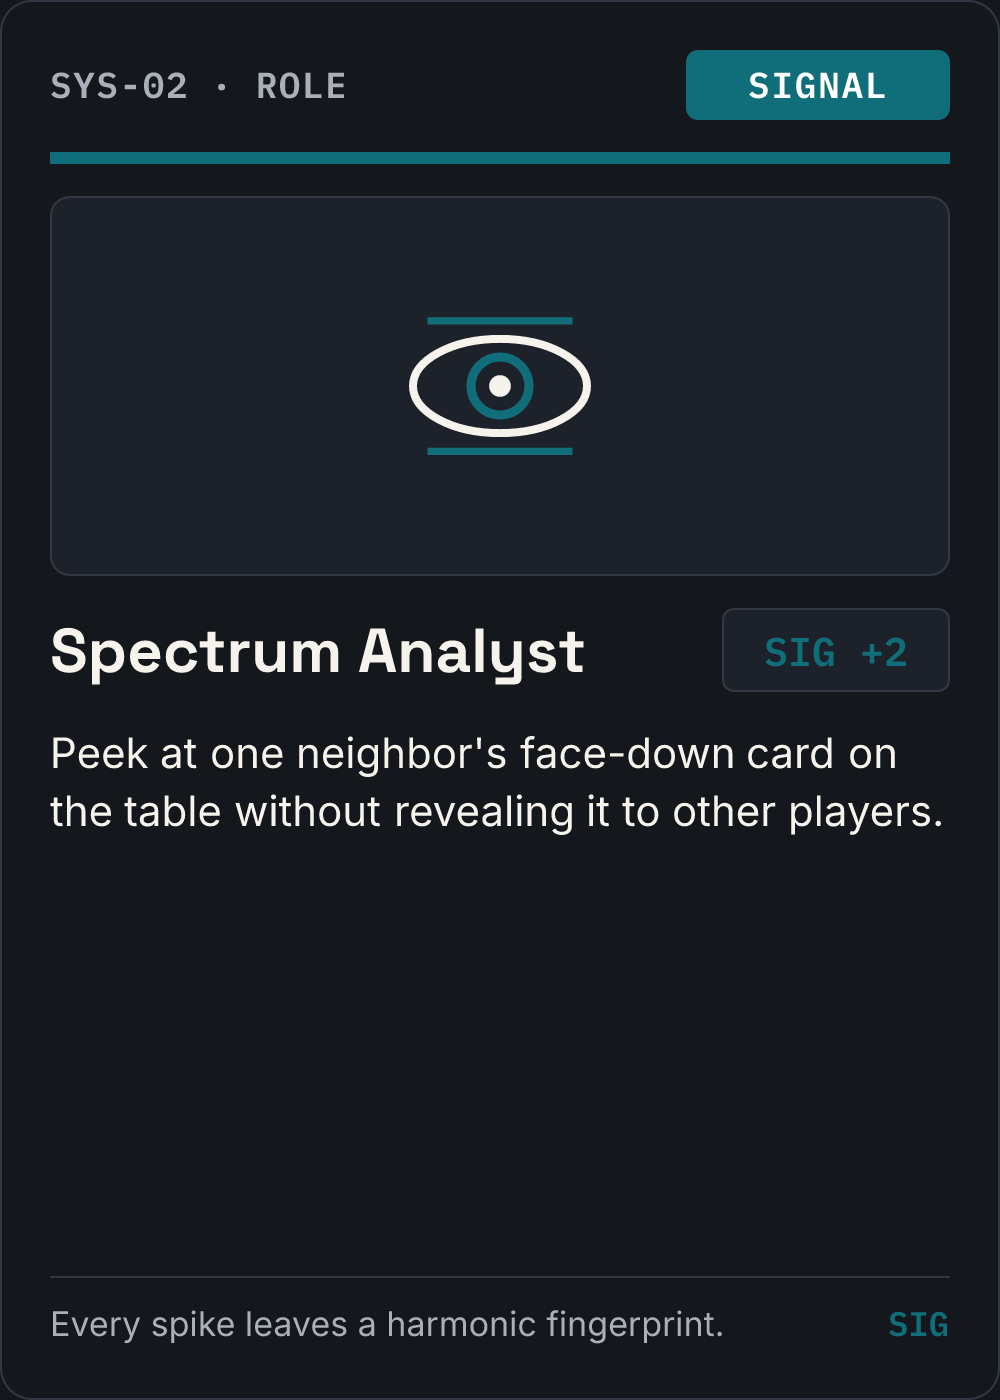 SYS-02 · ROLE
SIGNAL
Spectrum Analyst
SIG +2
Peek at one neighbor's face-down card on
the table without revealing it to other players.
Every spike leaves a harmonic fingerprint.
SIG